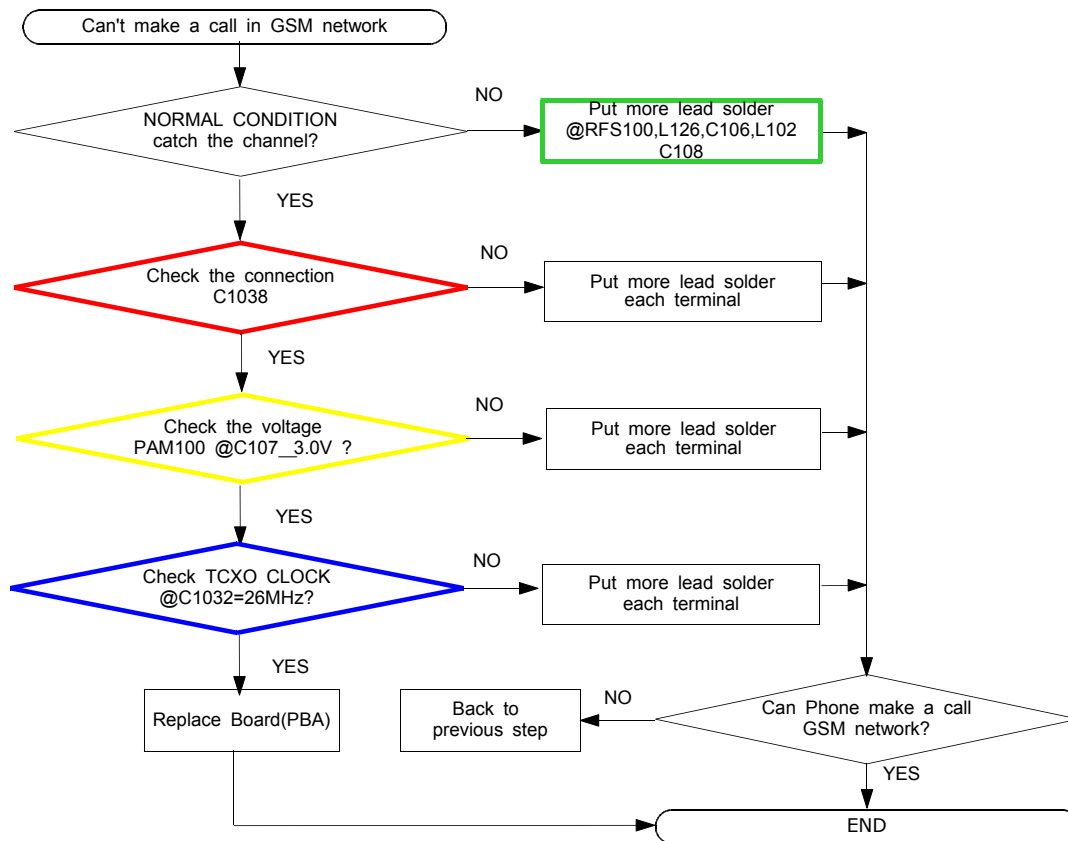 Can't make a call in GSM network
NORMAL CONDITION
catch the channel?
NO
Put more lead solder
@RFS100,L126,C106,L102
C108
YES
Check the connection
C1038
NO
Put more lead solder
each terminal
YES
Check the voltage
PAM100 @C107__3.0V ?
NO
Put more lead solder
each terminal
YES
Check TCXO CLOCK
@C1032=26MHz?
NO
Put more lead solder
each terminal
YES
Replace Board(PBA)
Back to
previous step
NO
Can Phone make a call
GSM network?
YES
END